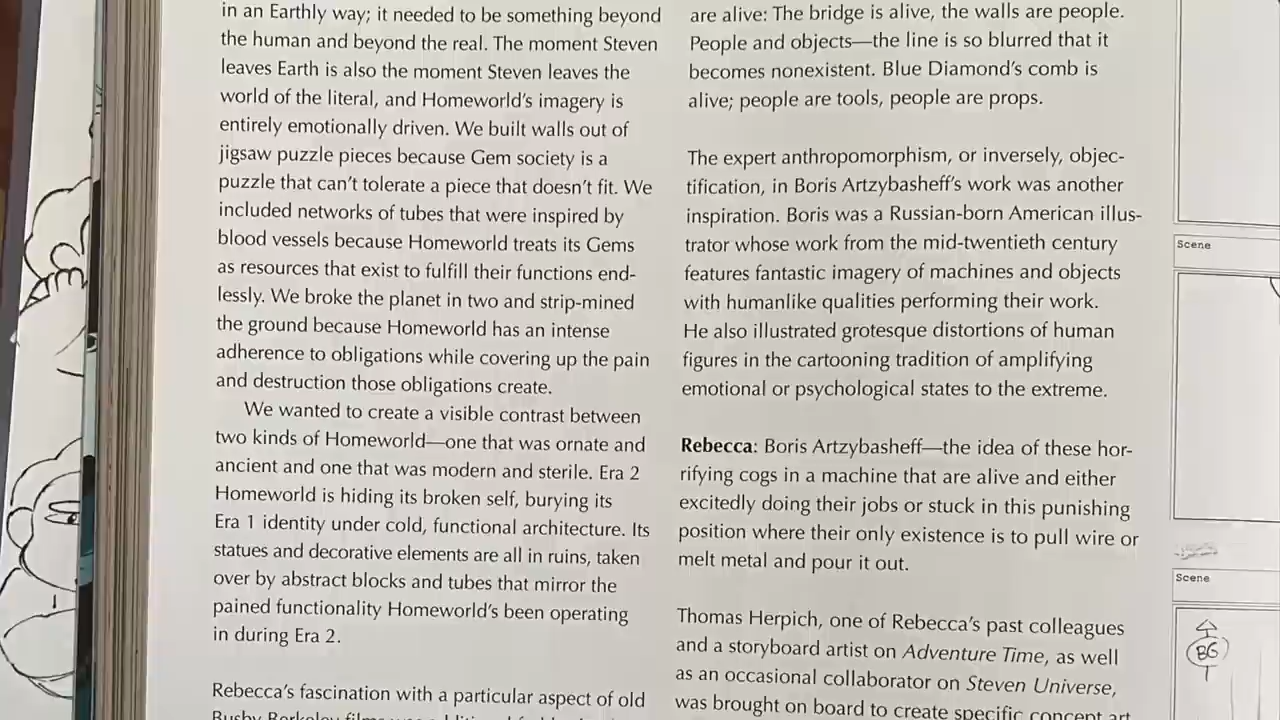 in an Earthly way; it needed to be something beyond
the human and beyond the real. The moment Steven
leaves Earth is also the moment Steven leaves the
world of the literal, and Homeworld's imagery is
entirely emotionally driven. We built walls out of
jigsaw puzzle pieces because Gem society is a
puzzle that can't tolerate a piece that doesn't fit. We
included networks of tubes that were inspired by
blood vessels because Homeworld treats its Gems
as resources that exist to fulfill their functions end-
lessly. We broke the planet in two and strip-mined
the ground because Homeworld has an intense
adherence to obligations while covering up the pain
and destruction those obligations create.
We wanted to create a visible contrast between
two kinds of Homeworld—one that was ornate and
ancient and one that was modern and sterile. Era 2
Homeworld is hiding its broken self, burying its
Era 1 identity under cold, functional architecture. Its
statues and decorative elements are all in ruins, taken
over by abstract blocks and tubes that mirror the
pained functionality Homeworld's been operating
in during Era 2.
Rebecca's fascination with a particular aspect of old
Busby Berkeley films was
are alive: The bridge is alive, the walls are people.
People and objects—the line is so blurred that it
becomes nonexistent. Blue Diamond's comb is
alive; people are tools, people are props.
The expert anthropomorphism, or inversely, objec-
tification, in Boris Artzybasheff's work was another
inspiration. Boris was a Russian-born American illus-
trator whose work from the mid-twentieth century
features fantastic imagery of machines and objects
with humanlike qualities performing their work.
He also illustrated grotesque distortions of human
figures in the cartooning tradition of amplifying
emotional or psychological states to the extreme.
Rebecca: Boris Artzybasheff—the idea of these hor-
rifying cogs in a machine that are alive and either
excitedly doing their jobs or stuck in this punishing
position where their only existence is to pull wire or
melt metal and pour it out.
Thomas Herpich, one of Rebecca's past colleagues
and a storyboard artist on Adventure Time, as well
as an occasional collaborator on Steven Universe,
was brought on board to create specific concept art
Scene
Scene
BG